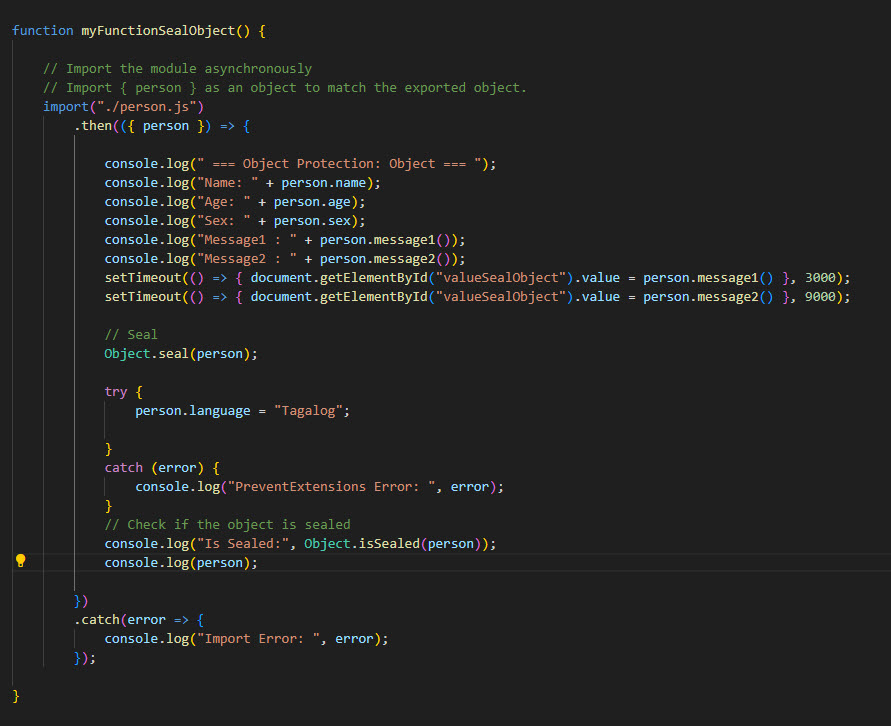 function myFunctionSealObject() {
// Import the module asynchronously
// Import { person } as an object to match the exported object.
import("./person.js")
.then(({ person }) => {
console.log(" === Object Protection: Object === ");
console.log("Name: " + person.name);
console.log("Age: " + person.age);
console.log("Sex: " + person.sex);
console.log("Message1 : " + person.message1());
console.log("Message2 : " + person.message2());
setTimeout(() => { document.getElementById("valueSealObject").value = person.message1() }, 3000);
setTimeout(() => { document.getElementById("valueSealObject").value = person.message2() }, 9000);
// Seal
Object.seal(person);
try {
person.language = "Tagalog";
}
catch (error) {
console.log("PreventExtensions Error: ", error);
}
// Check if the object is sealed
console.log("Is Sealed:", Object.isSealed(person));
console.log(person);
})
.catch(error => {
console.log("Import Error: ", error);
});
}